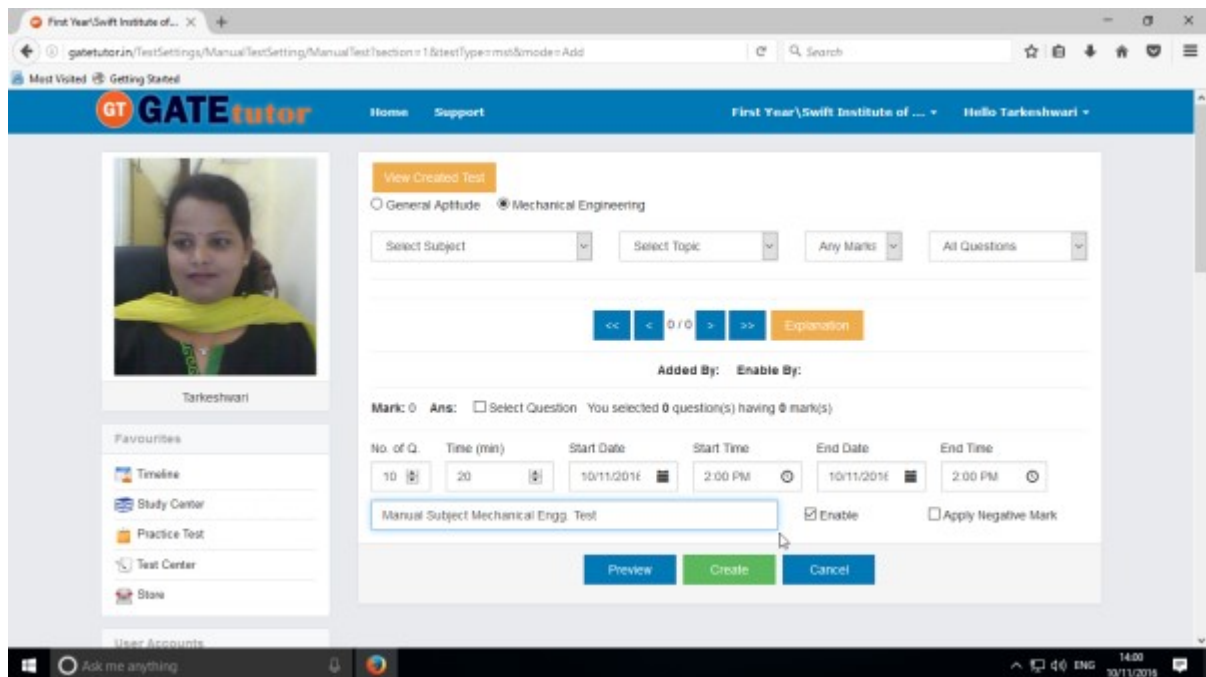 First Year\Swift Institute of...
gatetutor.in/TestSettings/ManualTestSetting/ManualTest?section=1&testType=mst&mode=Add
Search
Most Visited Getting Started
GT GATEtutor Home Support First Year\Swift Institute of .... Hello Tarkeshwari
View Created Test
General Aptitude Mechanical Engineering
Select Subject Select Topic Any Marks All Questions
<< < 0 / 0 > >> Explanation
Added By: Enable By:
Tarkeshwari
Mark: 0 Ans: Select Question You selected 0 question(s) having 0 mark(s)
Favourites
No. of Q. Time (min) Start Date Start Time End Date End Time
10 20 10/11/2016 2:00 PM 10/11/2016 2:00 PM
Timeline
Study Center
Manual Subject Mechanical Engg. Test Enable Apply Negative Mark
Practice Test
Test Center
Preview Create Cancel
Store
User Accounts
Ask me anything
ENG 14:00
10/11/2016